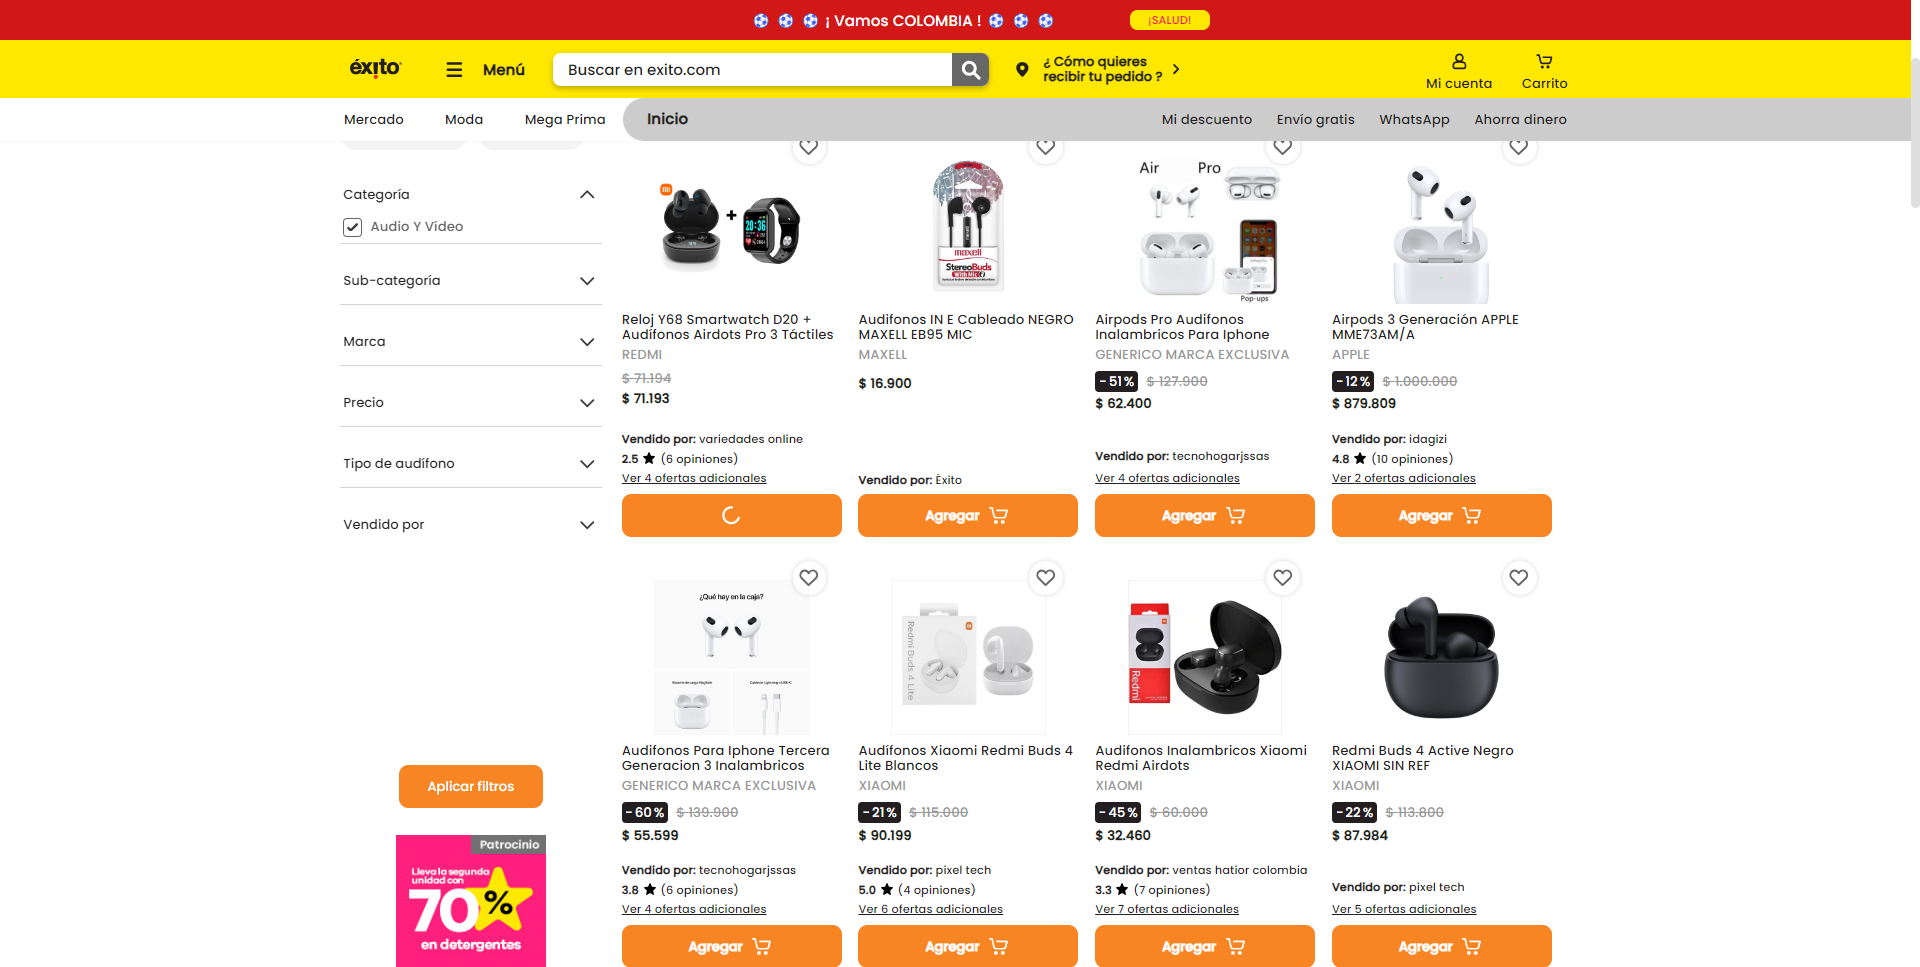 ¡ Vamos COLOMBIA !
¡SALUD!
éxito
Menú
Buscar en exito.com
¿ Cómo quieres
recibir tu pedido ?
Mi cuenta
Carrito
Mercado
Moda
Mega Prima
Inicio
Mi descuento
Envío gratis
WhatsApp
Ahorra dinero
Categoría
Audio Y Vídeo
Sub-categoría
Marca
Precio
Tipo de audífono
Vendido por
Aplicar filtros
Patrocinio
Lleva la segunda
unidad con
70%
en detergentes
20:36
Reloj Y68 Smartwatch D20 +
Audífonos Airdots Pro 3 Táctiles
REDMI
$ 71.194
$ 71.193
Vendido por: variedades online
2.5 (6 opiniones)
Ver 4 ofertas adicionales
maxell
StereoBuds
with Mic
Audifonos IN E Cableado NEGRO
MAXELL EB95 MIC
MAXELL
$ 16.900
Vendido por: Éxito
Agregar
Air Pro
Pop-ups
Airpods Pro Audifonos
Inalambricos Para Iphone
GENERICO MARCA EXCLUSIVA
- 51 % $ 127.900
$ 62.400
Vendido por: tecnohogarjssas
Ver 4 ofertas adicionales
Agregar
Airpods 3 Generación APPLE
MME73AM/A
APPLE
- 12 % $ 1.000.000
$ 879.809
Vendido por: idagizi
4.8 (10 opiniones)
Ver 2 ofertas adicionales
Agregar
¿Qué hay en la caja?
Audifonos Para Iphone Tercera
Generacion 3 Inalambricos
GENERICO MARCA EXCLUSIVA
- 60 % $ 139.900
$ 55.599
Vendido por: tecnohogarjssas
3.8 (6 opiniones)
Ver 4 ofertas adicionales
Agregar
Redmi Buds 4 Lite
Audífonos Xiaomi Redmi Buds 4
Lite Blancos
XIAOMI
- 21 % $ 115.000
$ 90.199
Vendido por: pixel tech
5.0 (4 opiniones)
Ver 6 ofertas adicionales
Agregar
Redmi
Audifonos Inalambricos Xiaomi
Redmi Airdots
XIAOMI
- 45 % $ 60.000
$ 32.460
Vendido por: ventas hatior colombia
3.3 (7 opiniones)
Ver 7 ofertas adicionales
Agregar
Redmi Buds 4 Active Negro
XIAOMI SIN REF
XIAOMI
- 22 % $ 113.800
$ 87.984
Vendido por: pixel tech
Ver 5 ofertas adicionales
Agregar